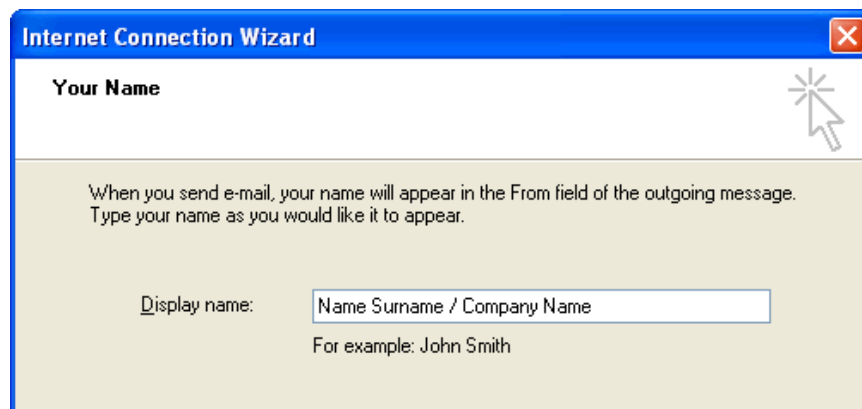 Internet Connection Wizard
Your Name
When you send e-mail, your name will appear in the From field of the outgoing message.
Type your name as you would like it to appear.
Display name: Name Surname / Company Name
For example: John Smith